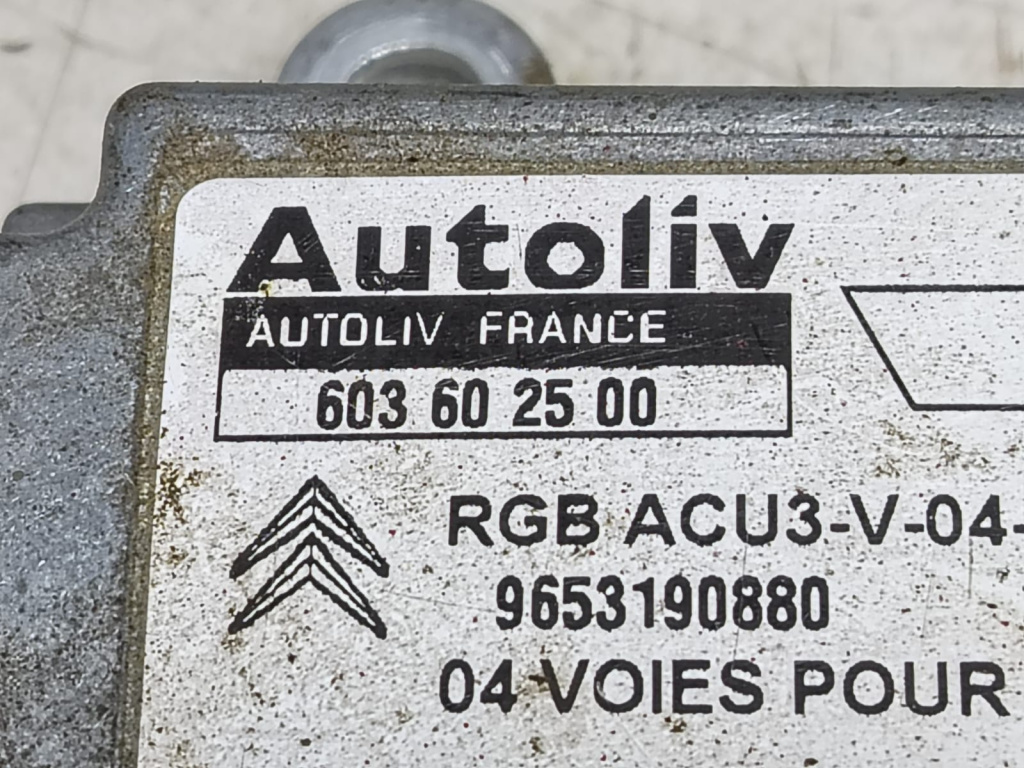 Autoliv
AUTOLIV FRANCE
603 60 25 00
RGB ACU3-V-04-
9653190880
04 VOIES POUR